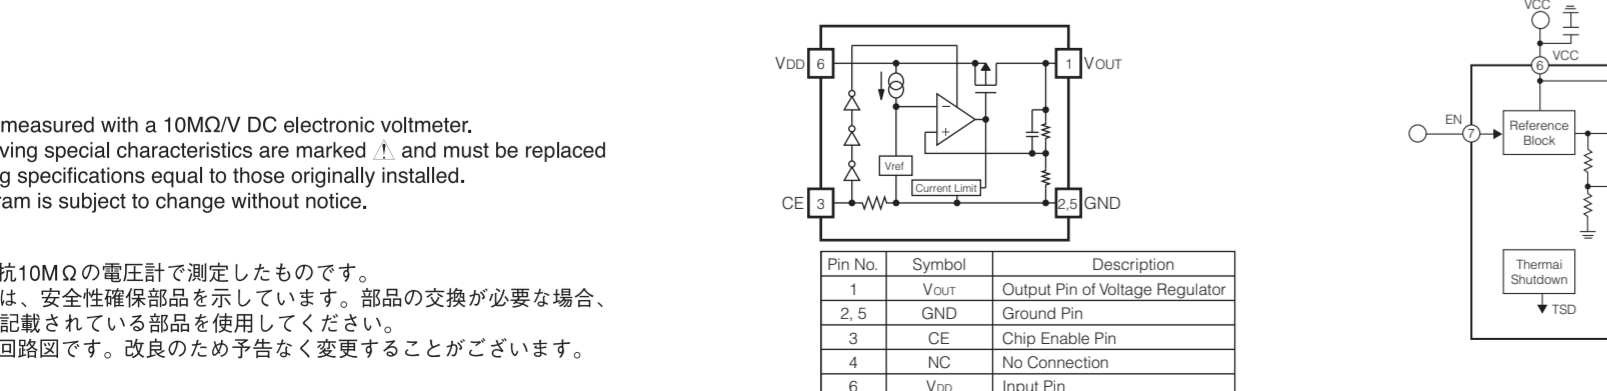 measured with a 10MΩ/V DC electronic voltmeter.
ving special characteristics are marked ⚠ and must be replaced
g specifications equal to those originally installed.
ram is subject to change without notice.
抗10MΩの電圧計で測定したものです。
は、安全性確保部品を示しています。部品の交換が必要な場合、
記載されている部品を使用してください。
回路図です。改良のため予告なく変更することがございます。
VDD 6
1 VOUT
−
+
Vref
Current Limit
CE 3
2,5 GND
Pin No. Symbol Description
1 VOUT Output Pin of Voltage Regulator
2, 5 GND Ground Pin
3 CE Chip Enable Pin
4 NC No Connection
6 VDD Input Pin
VCC
VCC
6
EN
7
Reference
Block
Thermai
Shutdown
TSD